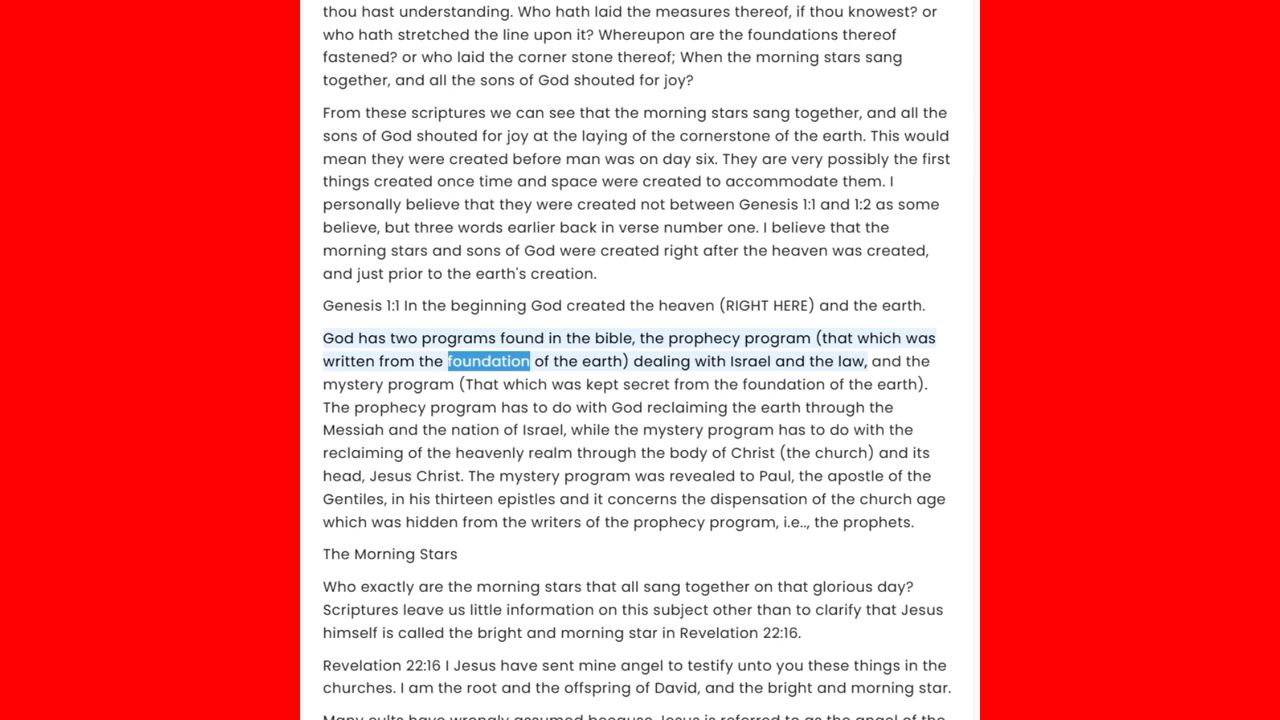 thou hast understanding. Who hath laid the measures thereof, if thou knowest? or
who hath stretched the line upon it? Whereupon are the foundations thereof
fastened? or who laid the corner stone thereof; When the morning stars sang
together, and all the sons of God shouted for joy?
From these scriptures we can see that the morning stars sang together, and all the
sons of God shouted for joy at the laying of the cornerstone of the earth. This would
mean they were created before man was on day six. They are very possibly the first
things created once time and space were created to accommodate them. I
personally believe that they were created not between Genesis 1:1 and 1:2 as some
believe, but three words earlier back in verse number one. I believe that the
morning stars and sons of God were created right after the heaven was created,
and just prior to the earth's creation.
Genesis 1:1 In the beginning God created the heaven (RIGHT HERE) and the earth.
God has two programs found in the bible, the prophecy program (that which was
written from the foundation of the earth) dealing with Israel and the law, and the
mystery program (That which was kept secret from the foundation of the earth).
The prophecy program has to do with God reclaiming the earth through the
Messiah and the nation of Israel, while the mystery program has to do with the
reclaiming of the heavenly realm through the body of Christ (the church) and its
head, Jesus Christ. The mystery program was revealed to Paul, the apostle of the
Gentiles, in his thirteen epistles and it concerns the dispensation of the church age
which was hidden from the writers of the prophecy program, i.e.., the prophets.
The Morning Stars
Who exactly are the morning stars that all sang together on that glorious day?
Scriptures leave us little information on this subject other than to clarify that Jesus
himself is called the bright and morning star in Revelation 22:16.
Revelation 22:16 I Jesus have sent mine angel to testify unto you these things in the
churches. I am the root and the offspring of David, and the bright and morning star.
Many cults have wrongly assumed because Jesus is referred to as the angel of the